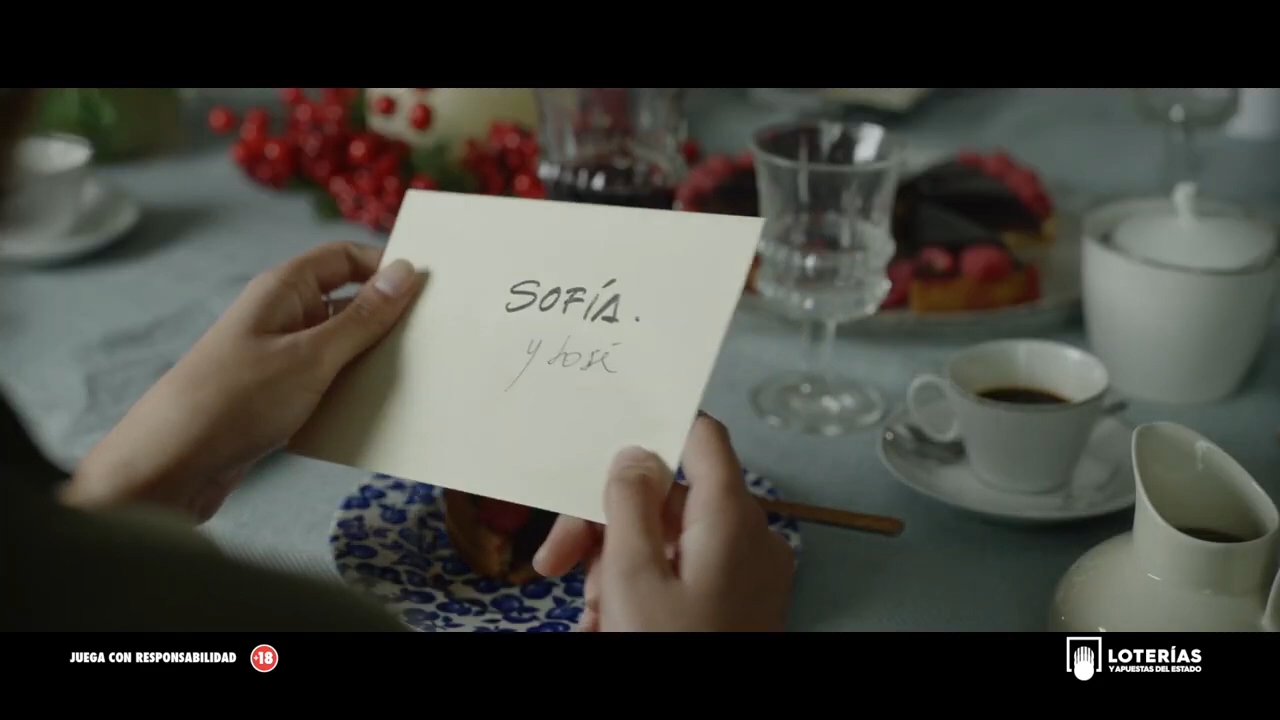 SOFÍA.
y José
JUEGA CON RESPONSABILIDAD +18
LOTERÍAS
Y APUESTAS DEL ESTADO